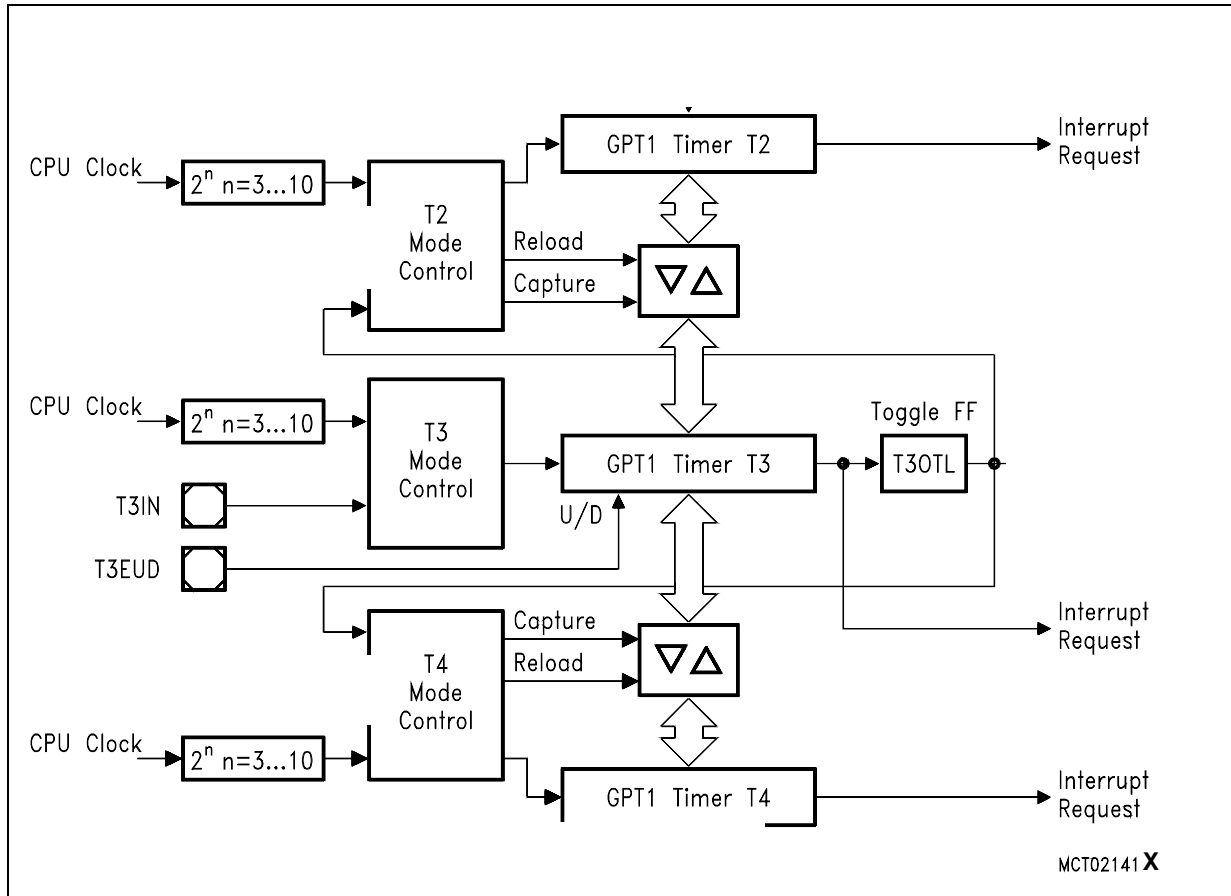 GPT1 Timer T2
Interrupt
Request
CPU Clock
2ⁿ n=3...10
T2
Mode
Control
Reload
Capture
CPU Clock
2ⁿ n=3...10
T3
Mode
Control
GPT1 Timer T3
Toggle FF
T3OTL
T3IN
U/D
T3EUD
Interrupt
Request
Capture
Reload
T4
Mode
Control
CPU Clock
2ⁿ n=3...10
GPT1 Timer T4
Interrupt
Request
MCT02141X